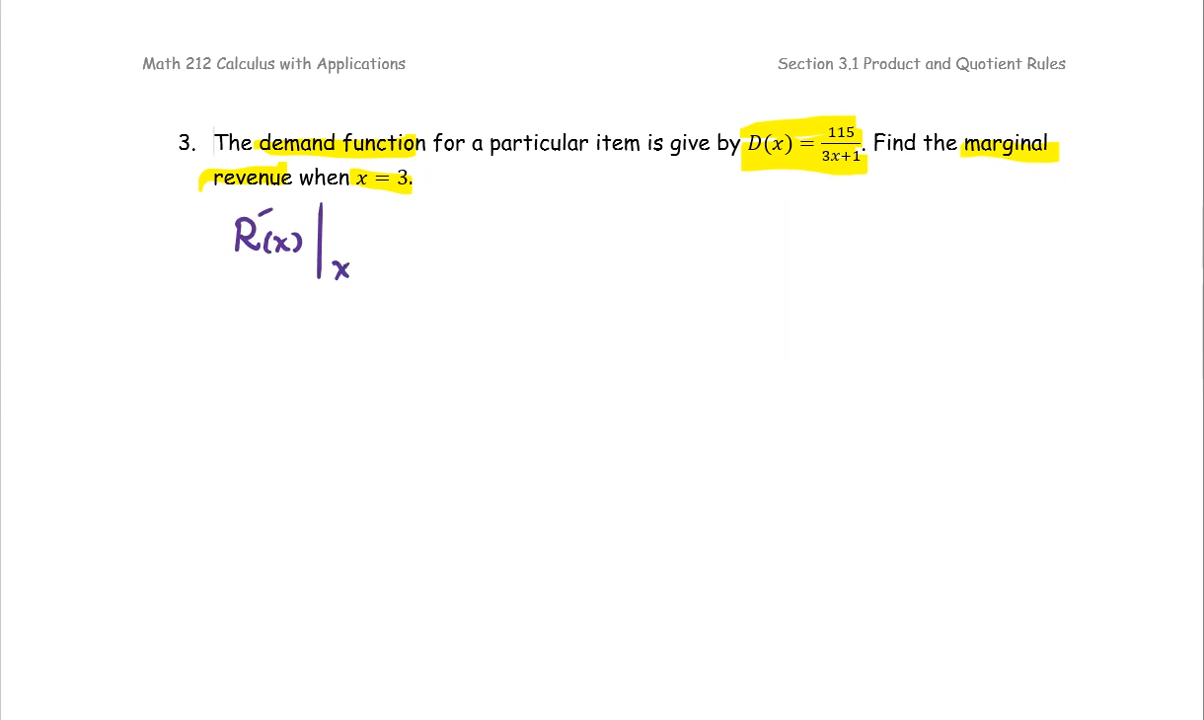 Math 212 Calculus with Applications Section 3.1 Product and Quotient Rules
3. The demand function for a particular item is give by D(x) = 115/(3x+1). Find the marginal
revenue when x = 3.
R'(x)|x